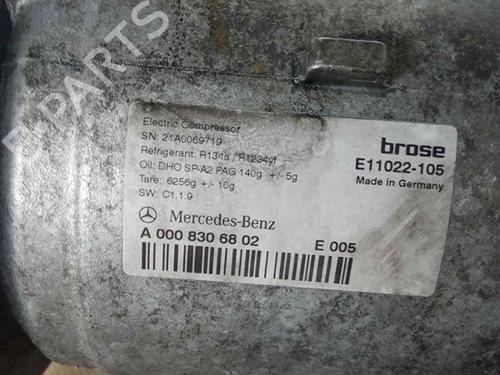 B-PARTS
Electric Compressor
SN: 21A0069719
Refrigerant: R134a / R1234yf
Oil: DHO SP-A2 PAG 140g +/- 5g
Tare: 6256g +/- 10g
SW: C1.1.9
brose
E11022-105
Made in Germany
Mercedes-Benz
A 000 830 68 02
E 005